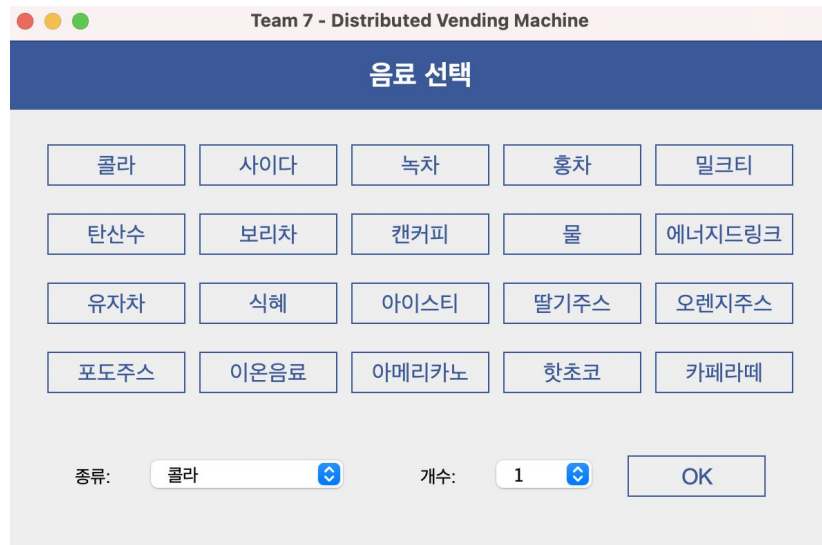 Team 7 - Distributed Vending Machine
음료 선택
콜라 사이다 녹차 홍차 밀크티
탄산수 보리차 캔커피 물 에너지드링크
유자차 식혜 아이스티 딸기주스 오렌지주스
포도주스 이온음료 아메리카노 핫초코 카페라떼
종류: 콜라 개수: 1 OK